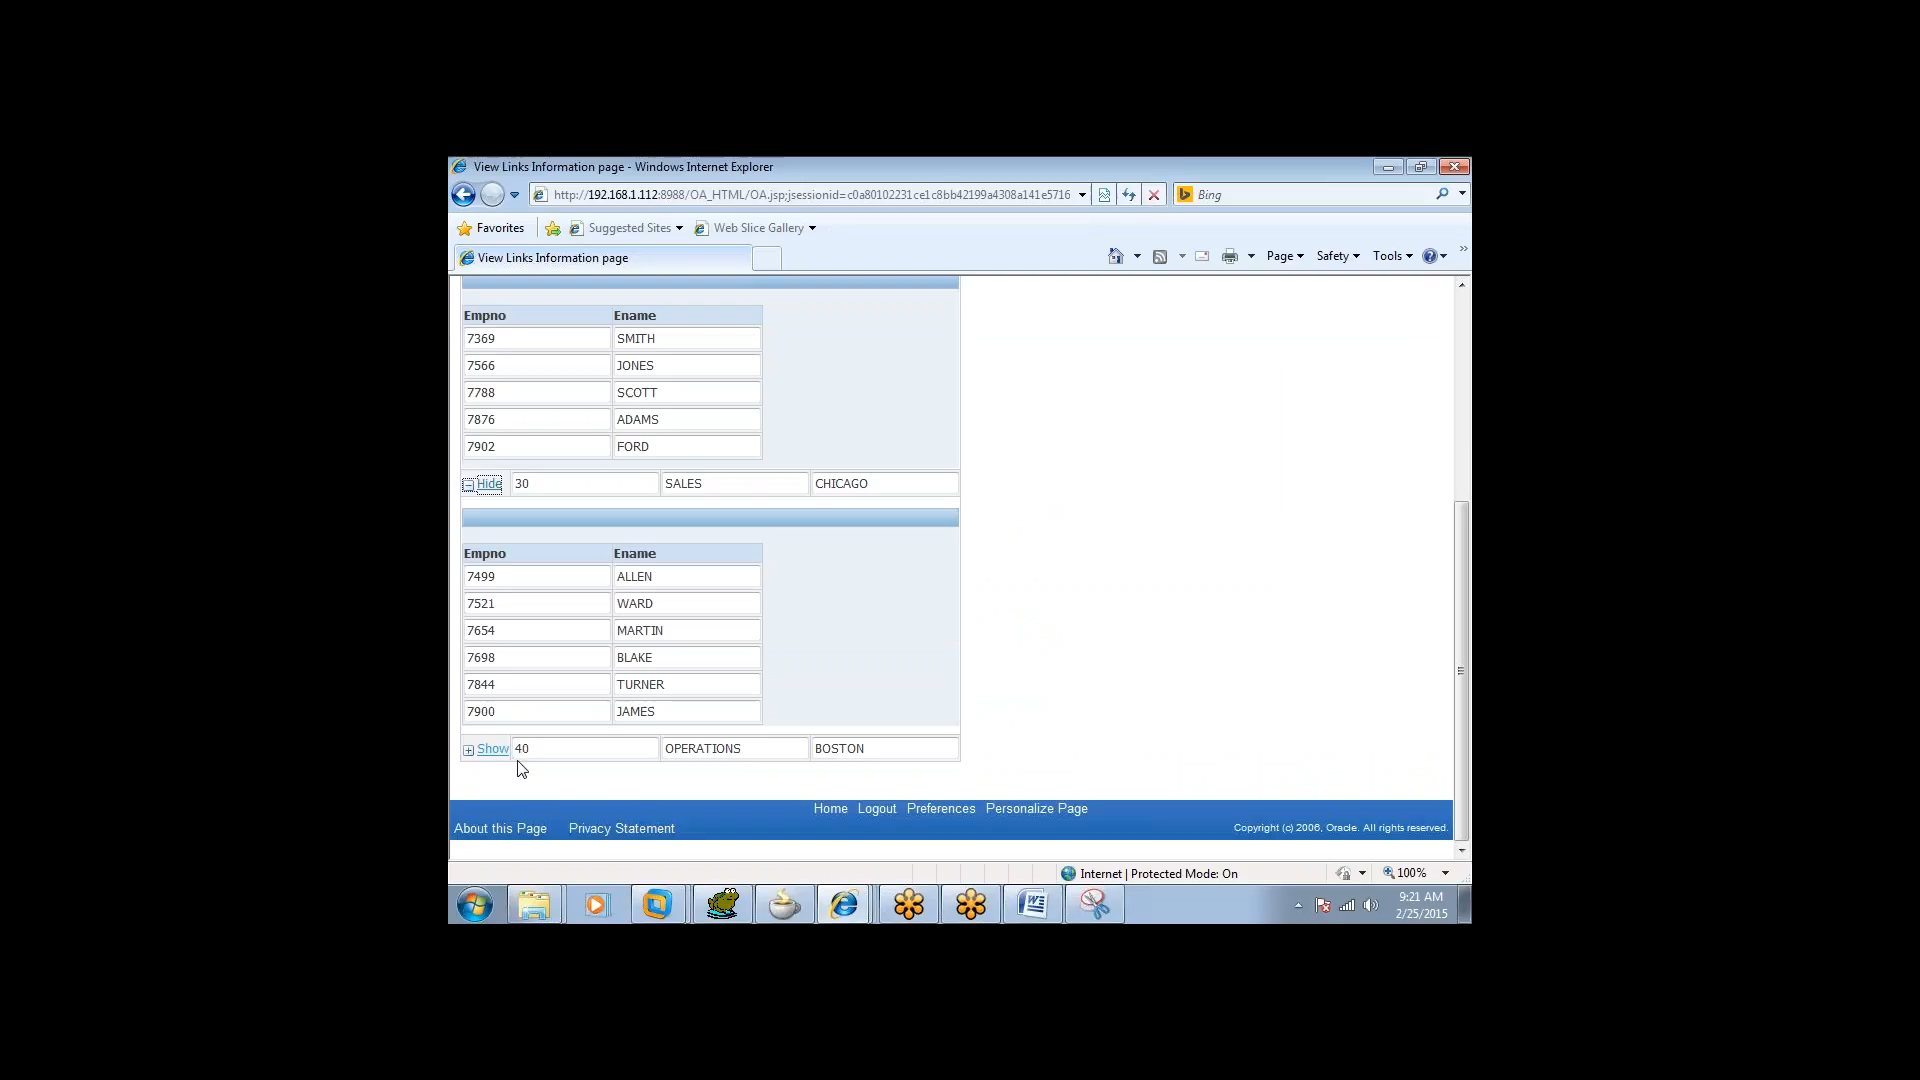 View Links Information page - Windows Internet Explorer
http://192.168.1.112:8988/OA_HTML/OA.jsp;jsessionid=c0a80102231ce1c8bb42199a4308a141e5716
Bing
Favorites Suggested Sites Web Slice Gallery
View Links Information page
Page Safety Tools
Empno Ename
7369 SMITH
7566 JONES
7788 SCOTT
7876 ADAMS
7902 FORD
Hide 30 SALES CHICAGO
Empno Ename
7499 ALLEN
7521 WARD
7654 MARTIN
7698 BLAKE
7844 TURNER
7900 JAMES
Show 40 OPERATIONS BOSTON
Home Logout Preferences Personalize Page
About this Page Privacy Statement Copyright (c) 2006, Oracle. All rights reserved.
Internet | Protected Mode: On 100%
9:21 AM
2/25/2015